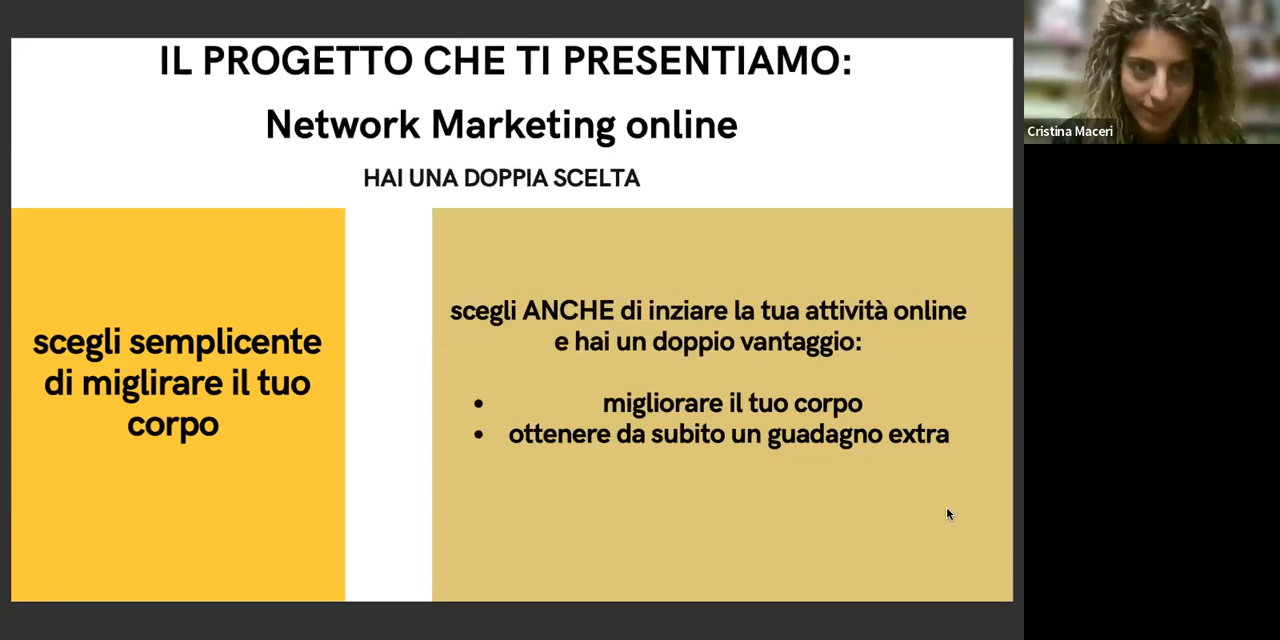 IL PROGETTO CHE TI PRESENTIAMO:
Network Marketing online
HAI UNA DOPPIA SCELTA
scegli semplicente
di miglirare il tuo
corpo
scegli ANCHE di inziare la tua attività online
e hai un doppio vantaggio:
• migliorare il tuo corpo
• ottenere da subito un guadagno extra
Cristina Maceri